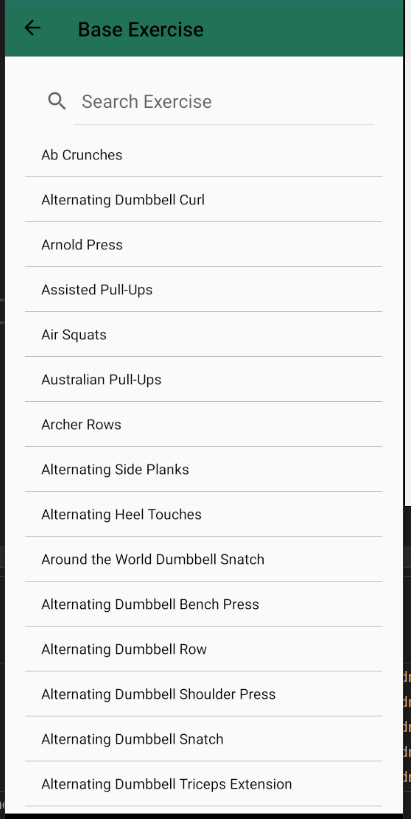 Base Exercise
Search Exercise
Ab Crunches
Alternating Dumbbell Curl
Arnold Press
Assisted Pull-Ups
Air Squats
Australian Pull-Ups
Archer Rows
Alternating Side Planks
Alternating Heel Touches
Around the World Dumbbell Snatch
Alternating Dumbbell Bench Press
Alternating Dumbbell Row
Alternating Dumbbell Shoulder Press
Alternating Dumbbell Snatch
Alternating Dumbbell Triceps Extension